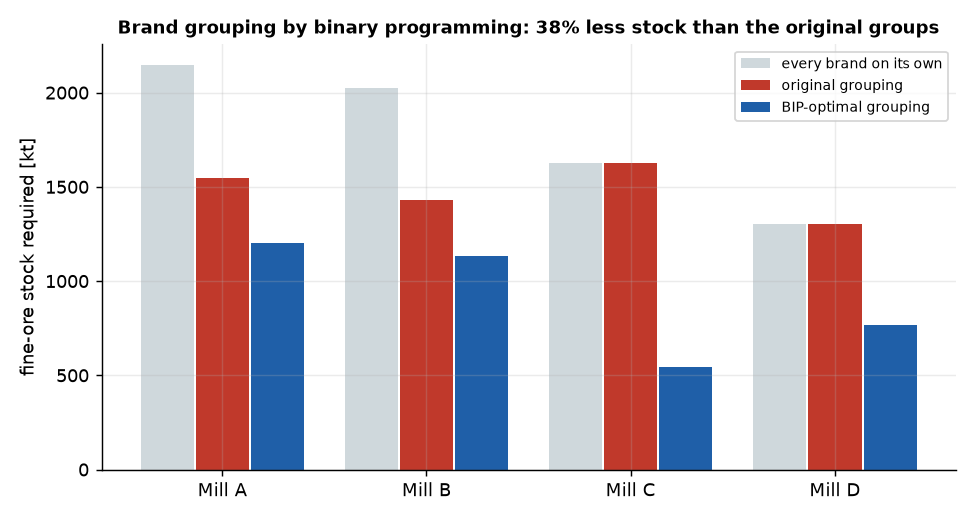 Brand grouping by binary programming: 38% less stock than the original groups
every brand on its own
original grouping
BIP-optimal grouping
fine-ore stock required [kt]
2000
1500
1000
500
0
Mill A
Mill B
Mill C
Mill D